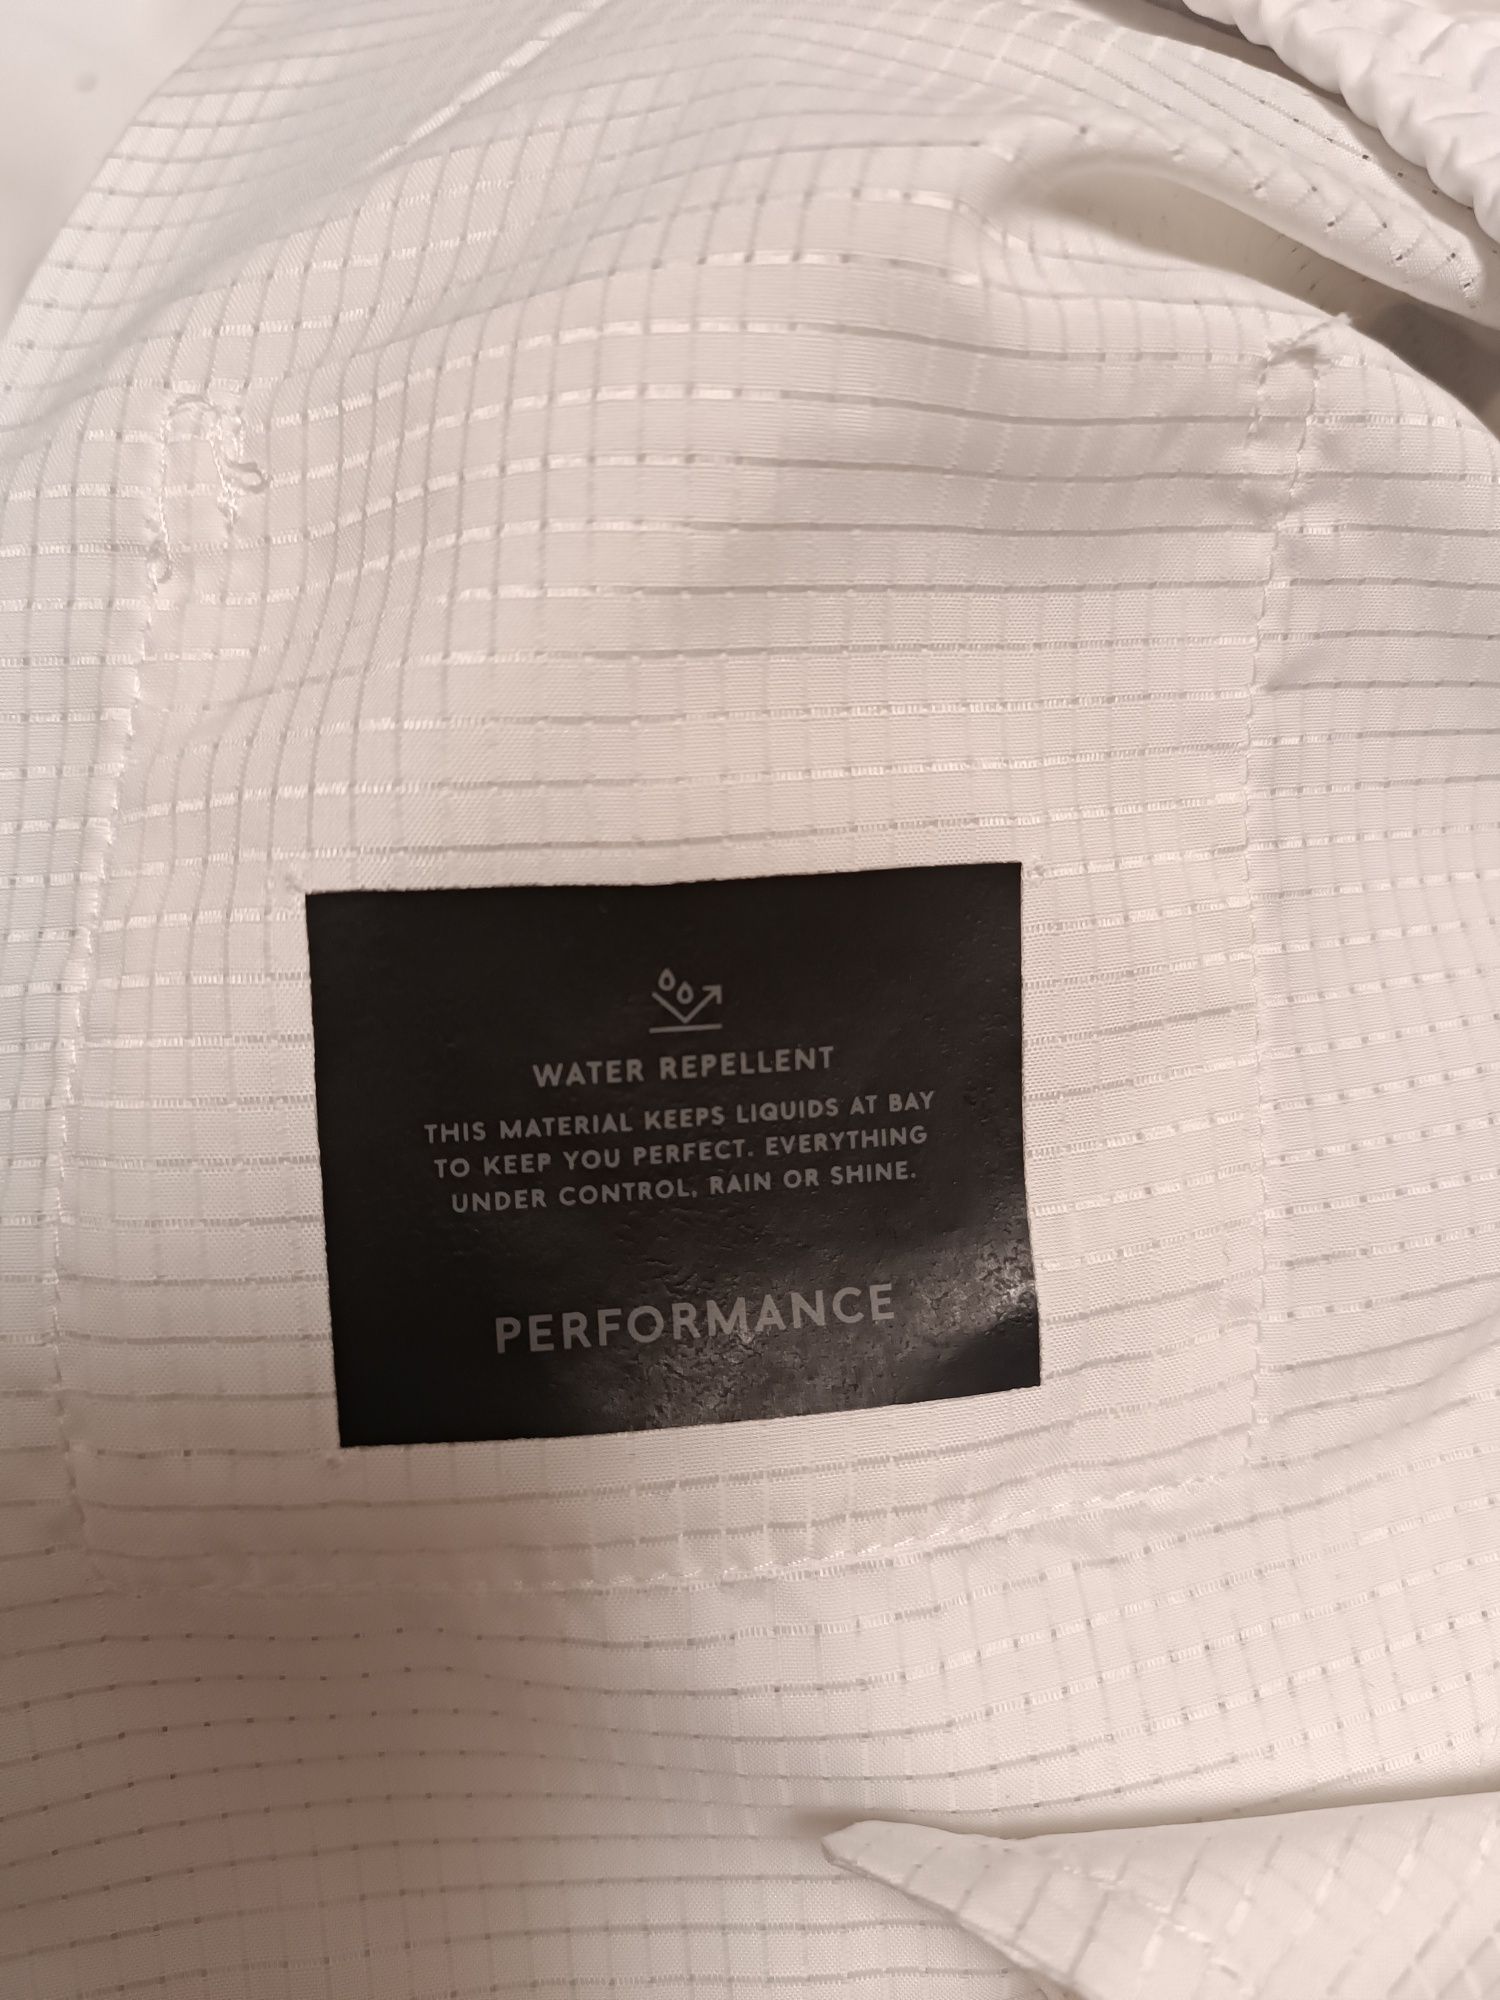 WATER REPELLENT
THIS MATERIAL KEEPS LIQUIDS AT BAY
TO KEEP YOU PERFECT. EVERYTHING
UNDER CONTROL, RAIN OR SHINE.
PERFORMANCE